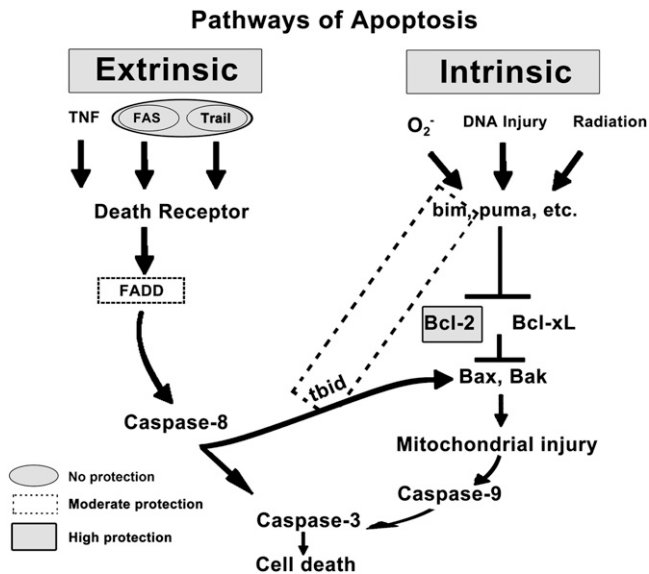 Pathways of Apoptosis
Extrinsic
Intrinsic
TNF
FAS
Trail
O₂⁻
DNA Injury
Radiation
Death Receptor
bim, puma, etc.
FADD
Bcl-2
Bcl-xL
tbid
Bax, Bak
Caspase-8
Mitochondrial injury
No protection
Moderate protection
High protection
Caspase-9
Caspase-3
Cell death